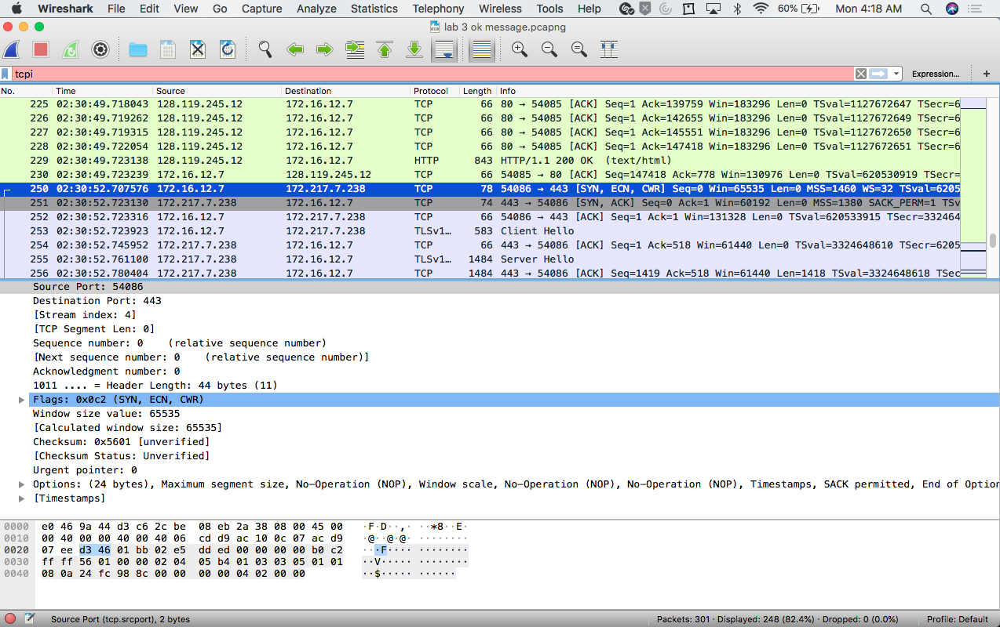 Wireshark File Edit View Go Capture Analyze Statistics Telephony Wireless Tools Help 60% Mon 4:18 AM
lab 3 ok message.pcapng
tcpi Expression... +
No. Time Source Destination Protocol Length Info
225 02:30:49.718043 128.119.245.12 172.16.12.7 TCP 66 80 → 54085 [ACK] Seq=1 Ack=139759 Win=183296 Len=0 TSval=1127672647 TSecr=6
226 02:30:49.719262 128.119.245.12 172.16.12.7 TCP 66 80 → 54085 [ACK] Seq=1 Ack=142655 Win=183296 Len=0 TSval=1127672649 TSecr=6
227 02:30:49.719315 128.119.245.12 172.16.12.7 TCP 66 80 → 54085 [ACK] Seq=1 Ack=145551 Win=183296 Len=0 TSval=1127672650 TSecr=6
228 02:30:49.722054 128.119.245.12 172.16.12.7 TCP 66 80 → 54085 [ACK] Seq=1 Ack=147418 Win=183296 Len=0 TSval=1127672651 TSecr=6
229 02:30:49.723138 128.119.245.12 172.16.12.7 HTTP 843 HTTP/1.1 200 OK (text/html)
230 02:30:49.723239 172.16.12.7 128.119.245.12 TCP 66 54085 → 80 [ACK] Seq=147418 Ack=778 Win=130976 Len=0 TSval=620530919 TSecr=
250 02:30:52.707576 172.16.12.7 172.217.7.238 TCP 78 54086 → 443 [SYN, ECN, CWR] Seq=0 Win=65535 Len=0 MSS=1460 WS=32 TSval=6205
251 02:30:52.723130 172.217.7.238 172.16.12.7 TCP 74 443 → 54086 [SYN, ACK] Seq=0 Ack=1 Win=60192 Len=0 MSS=1380 SACK_PERM=1 TSv
252 02:30:52.723316 172.16.12.7 172.217.7.238 TCP 66 54086 → 443 [ACK] Seq=1 Ack=1 Win=131328 Len=0 TSval=620533915 TSecr=332464
253 02:30:52.723923 172.16.12.7 172.217.7.238 TLSv1… 583 Client Hello
254 02:30:52.745952 172.217.7.238 172.16.12.7 TCP 66 443 → 54086 [ACK] Seq=1 Ack=518 Win=61440 Len=0 TSval=3324648610 TSecr=6205
255 02:30:52.761100 172.217.7.238 172.16.12.7 TLSv1… 1484 Server Hello
256 02:30:52.780404 172.217.7.238 172.16.12.7 TCP 1484 443 → 54086 [ACK] Seq=1419 Ack=518 Win=61440 Len=1418 TSval=3324648618 TSec
Source Port: 54086
Destination Port: 443
[Stream index: 4]
[TCP Segment Len: 0]
Sequence number: 0 (relative sequence number)
[Next sequence number: 0 (relative sequence number)]
Acknowledgment number: 0
1011 .... = Header Length: 44 bytes (11)
Flags: 0x0c2 (SYN, ECN, CWR)
Window size value: 65535
[Calculated window size: 65535]
Checksum: 0x5601 [unverified]
[Checksum Status: Unverified]
Urgent pointer: 0
Options: (24 bytes), Maximum segment size, No-Operation (NOP), Window scale, No-Operation (NOP), No-Operation (NOP), Timestamps, SACK permitted, End of Option
[Timestamps]
0000 e0 46 9a 44 d3 c6 2c be 08 eb 2a 38 08 00 45 00 ·F·D··,· ··*8··E·
0010 00 40 00 00 40 00 40 06 cd d9 ac 10 0c 07 ac d9 ·@··@·@· ········
0020 07 ee d3 46 01 bb 02 e5 dd ed 00 00 00 00 b0 c2 ···F···· ········
0030 ff ff 56 01 00 00 02 04 05 b4 01 03 03 05 01 01 ··V····· ········
0040 08 0a 24 fc 98 8c 00 00 00 00 04 02 00 00 ··$····· ······
Source Port (tcp.srcport), 2 bytes Packets: 301 · Displayed: 248 (82.4%) · Dropped: 0 (0.0%) Profile: Default